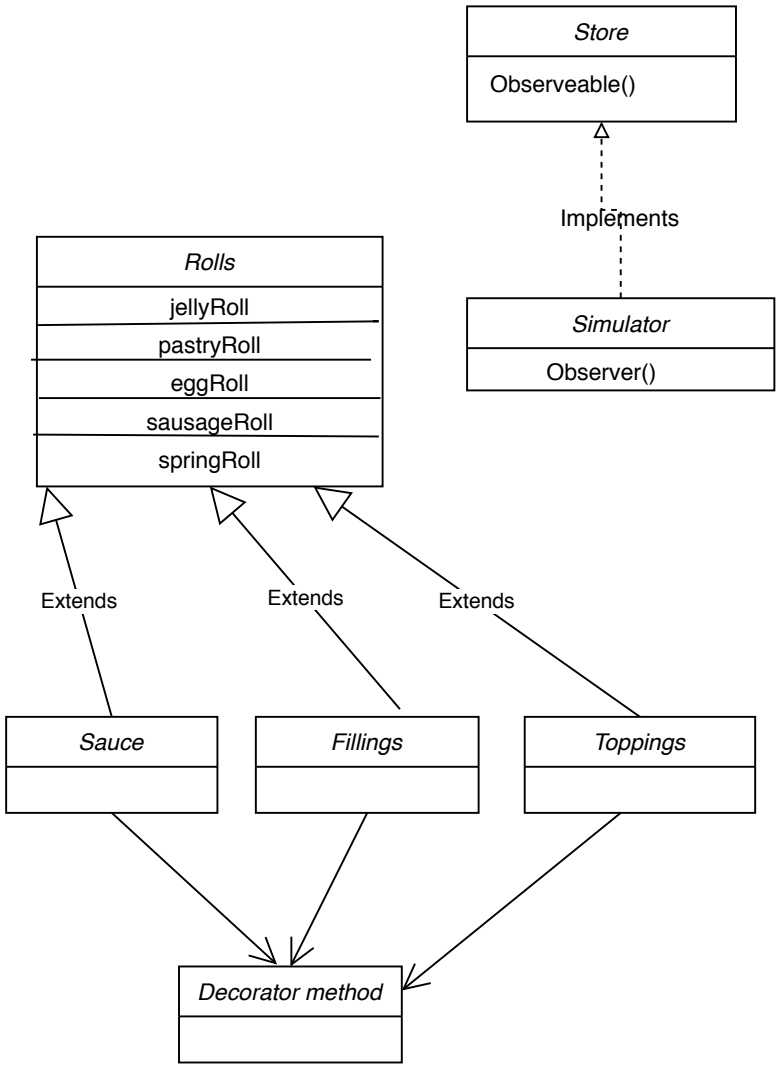 Store
Observeable()
Implements
Rolls
jellyRoll
pastryRoll
eggRoll
sausageRoll
springRoll
Simulator
Observer()
Extends
Extends
Extends
Sauce
Fillings
Toppings
Decorator method